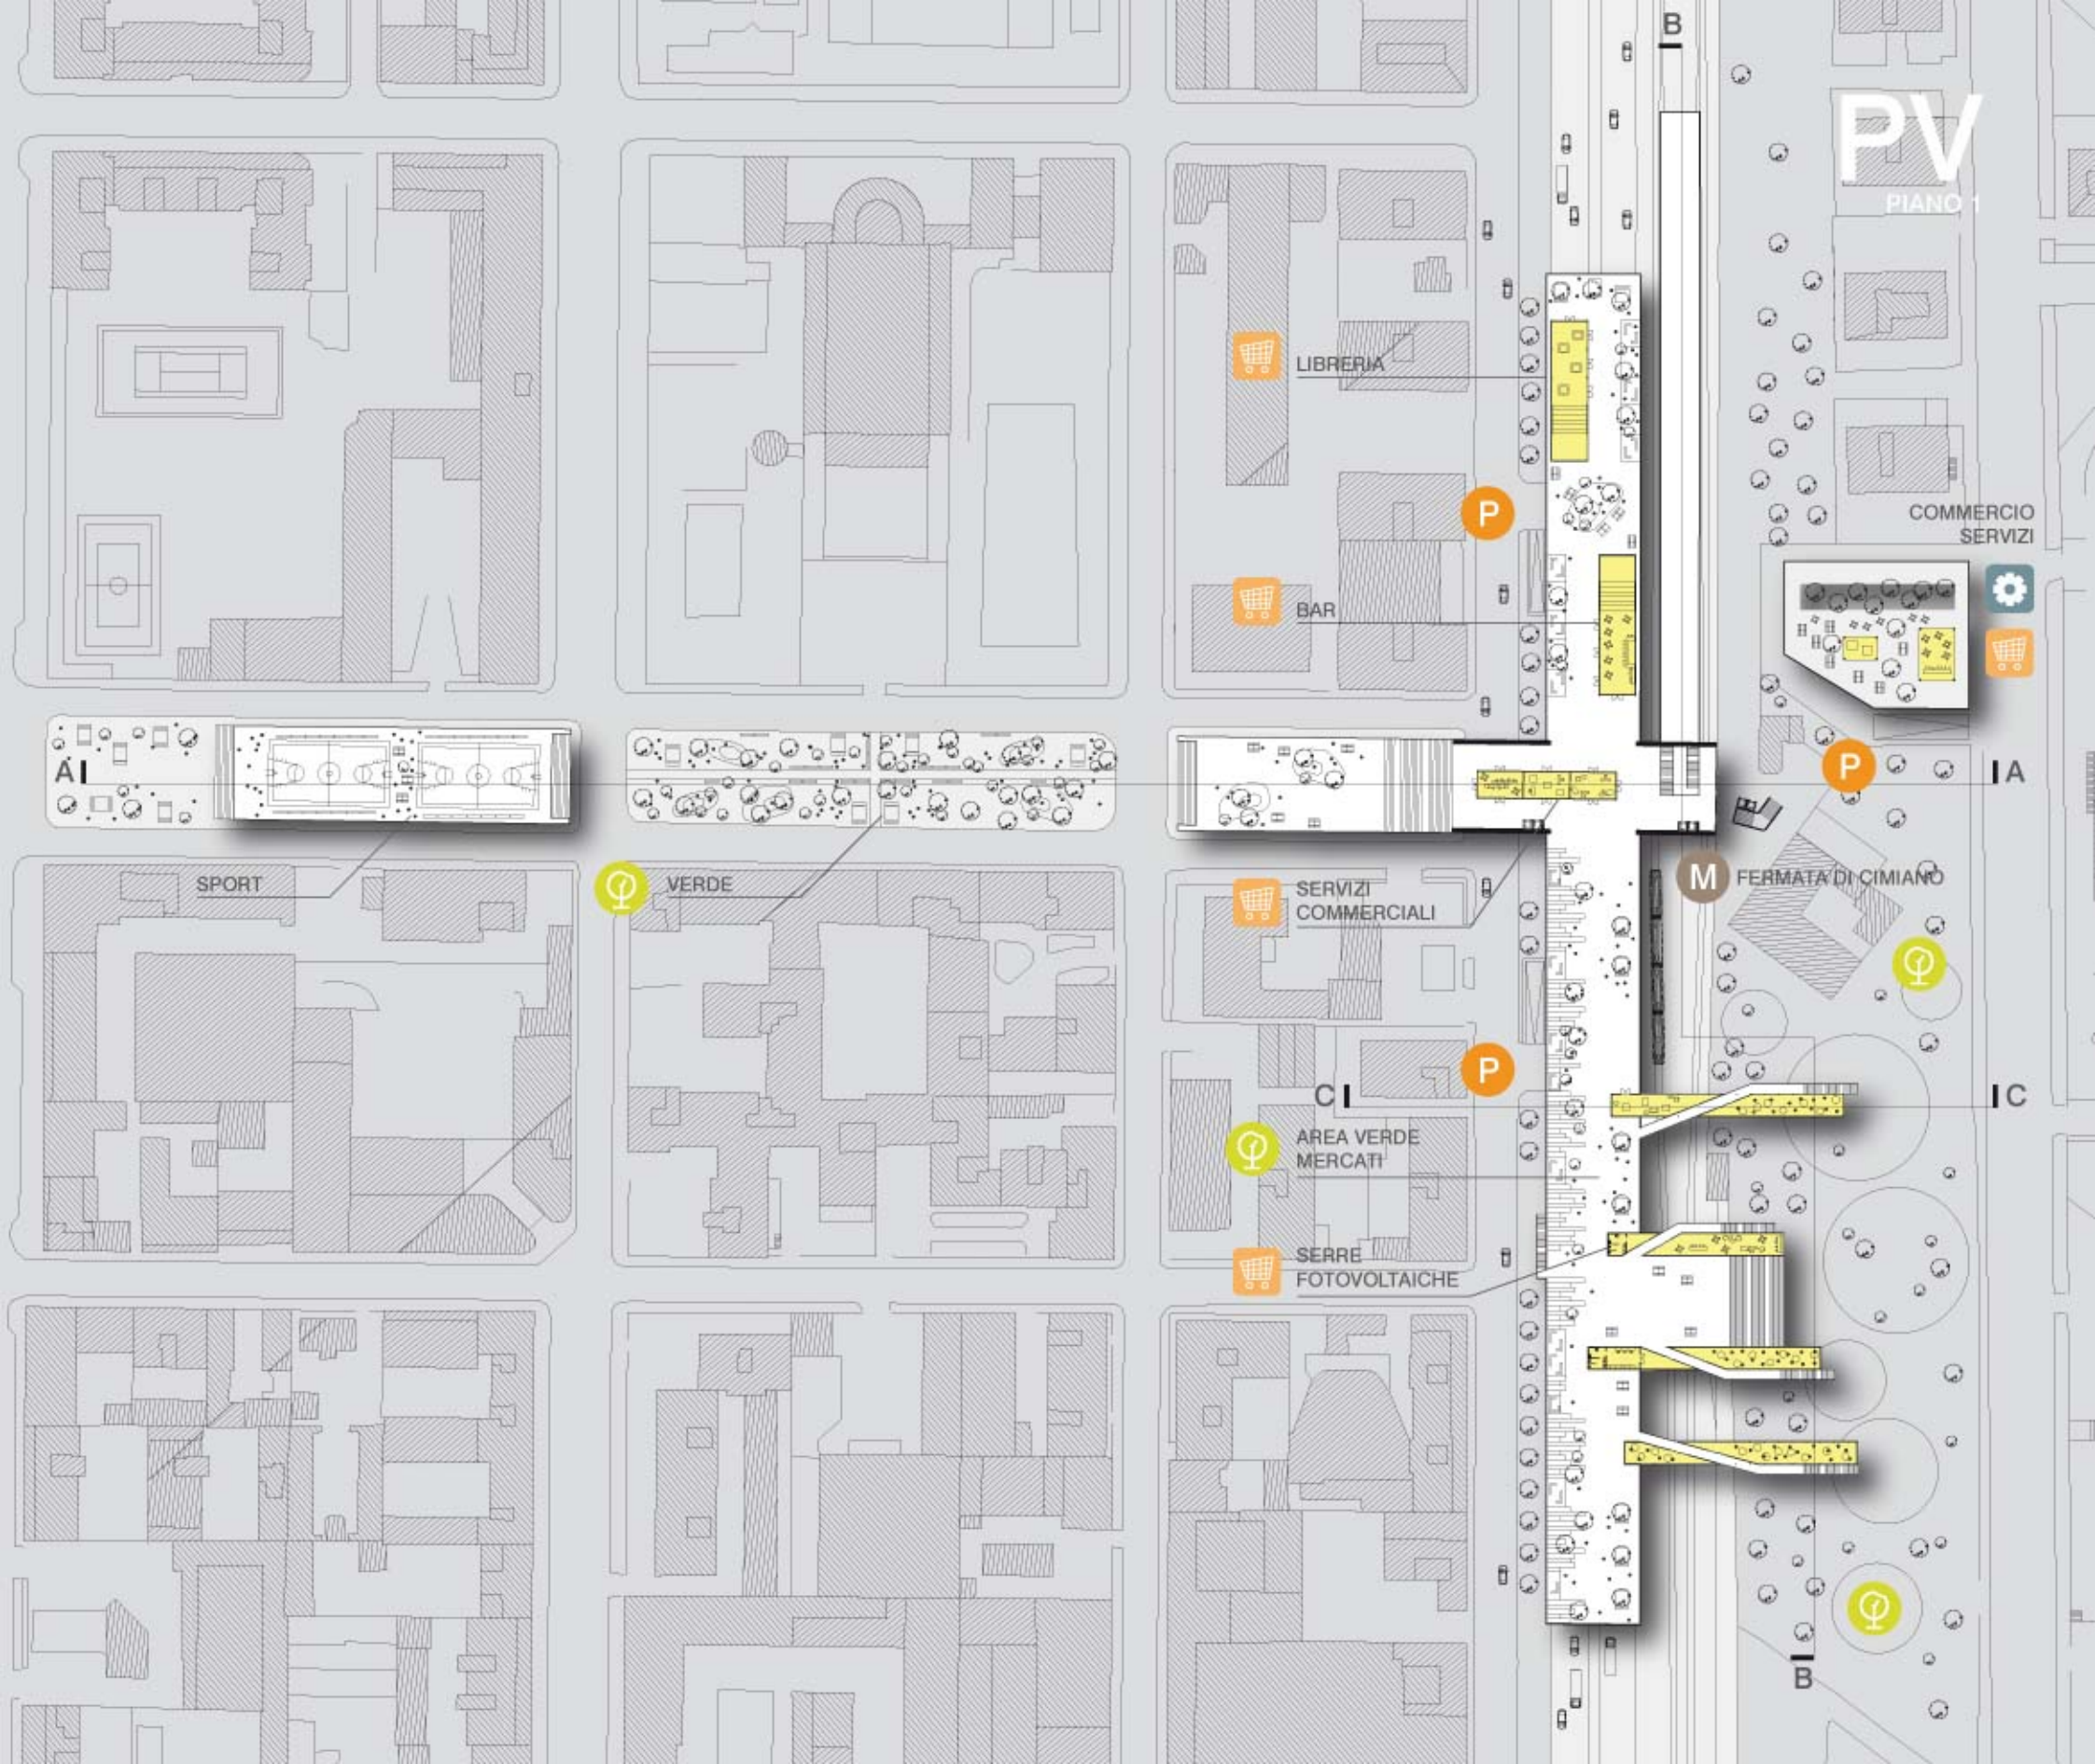 B
PV
PIANO 1
LIBRERIA
P
COMMERCIO
SERVIZI
BAR
A
P
A
SPORT
VERDE
SERVIZI
COMMERCIALI
M
FERMATA DI CIMIANO
P
C
C
AREA VERDE
MERCATI
SERRE
FOTOVOLTAICHE
B